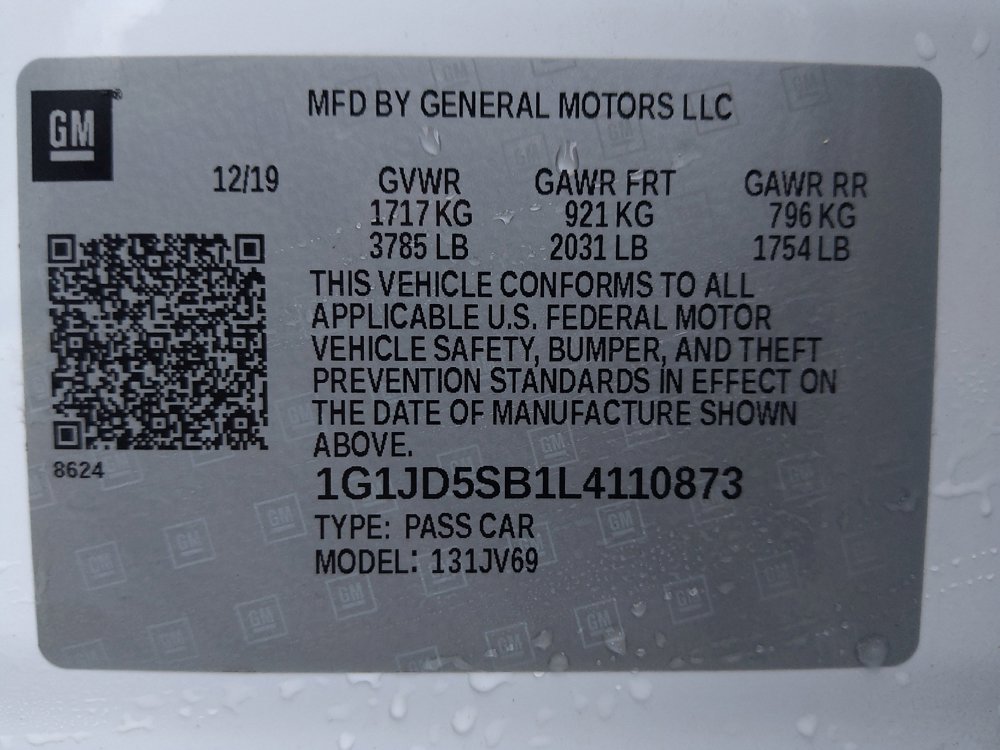 GM
MFD BY GENERAL MOTORS LLC
12/19 GVWR GAWR FRT GAWR RR
1717 KG 921 KG 796 KG
3785 LB 2031 LB 1754 LB
THIS VEHICLE CONFORMS TO ALL
APPLICABLE U.S. FEDERAL MOTOR
VEHICLE SAFETY, BUMPER, AND THEFT
PREVENTION STANDARDS IN EFFECT ON
THE DATE OF MANUFACTURE SHOWN
ABOVE.
8624
1G1JD5SB1L4110873
TYPE: PASS CAR
MODEL: 131JV69